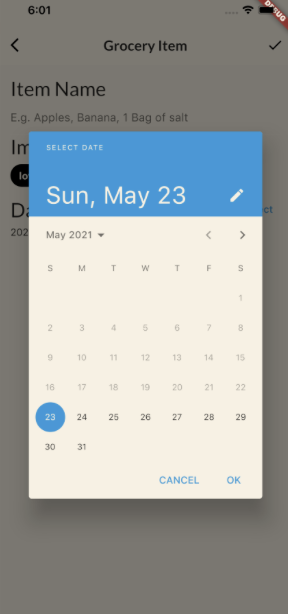 6:01
DEBUG
Grocery Item
Item Name
E.g. Apples, Banana, 1 Bag of salt
Im
lo
Da
ct
202
SELECT DATE
Sun, May 23
May 2021
S M T W T F S
1
2 3 4 5 6 7 8
9 10 11 12 13 14 15
16 17 18 19 20 21 22
23 24 25 26 27 28 29
30 31
CANCEL OK